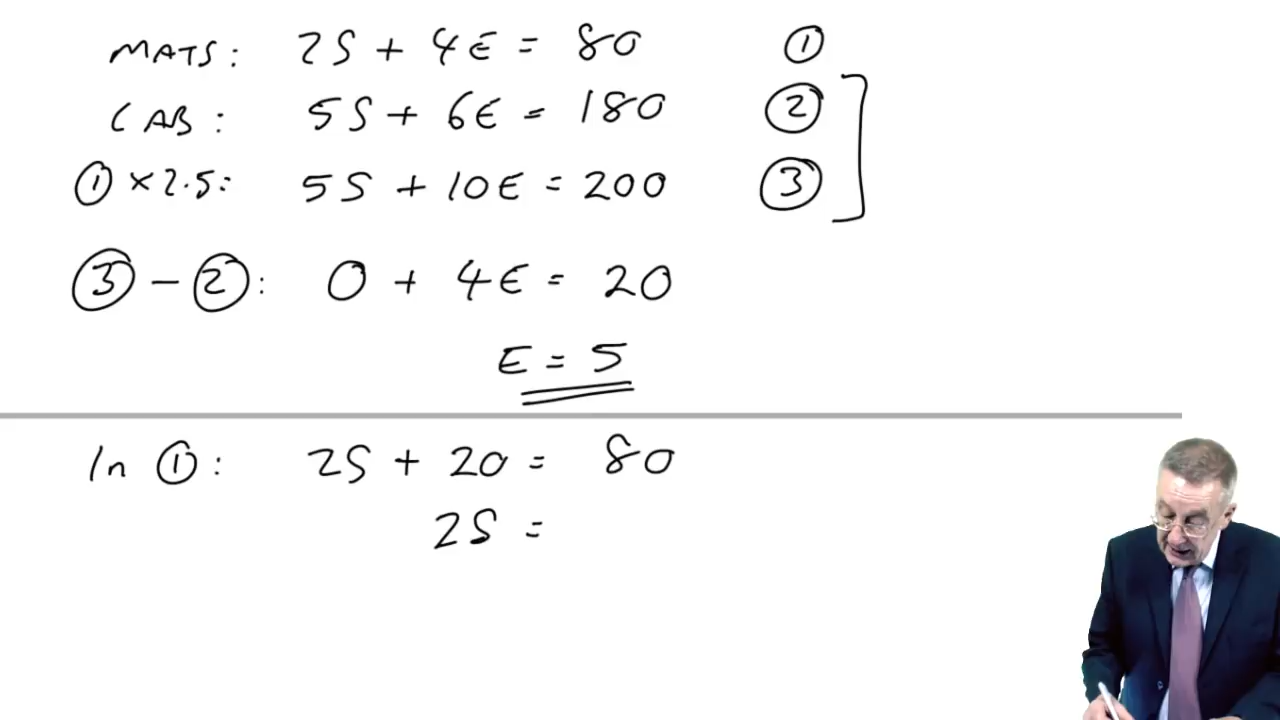 MATS: 2S + 4E = 80 ①
LAB: 5S + 6E = 180 ②
① × 2.5: 5S + 10E = 200 ③
③ - ②: 0 + 4E = 20
E = 5
In ①: 2S + 20 = 80
2S =